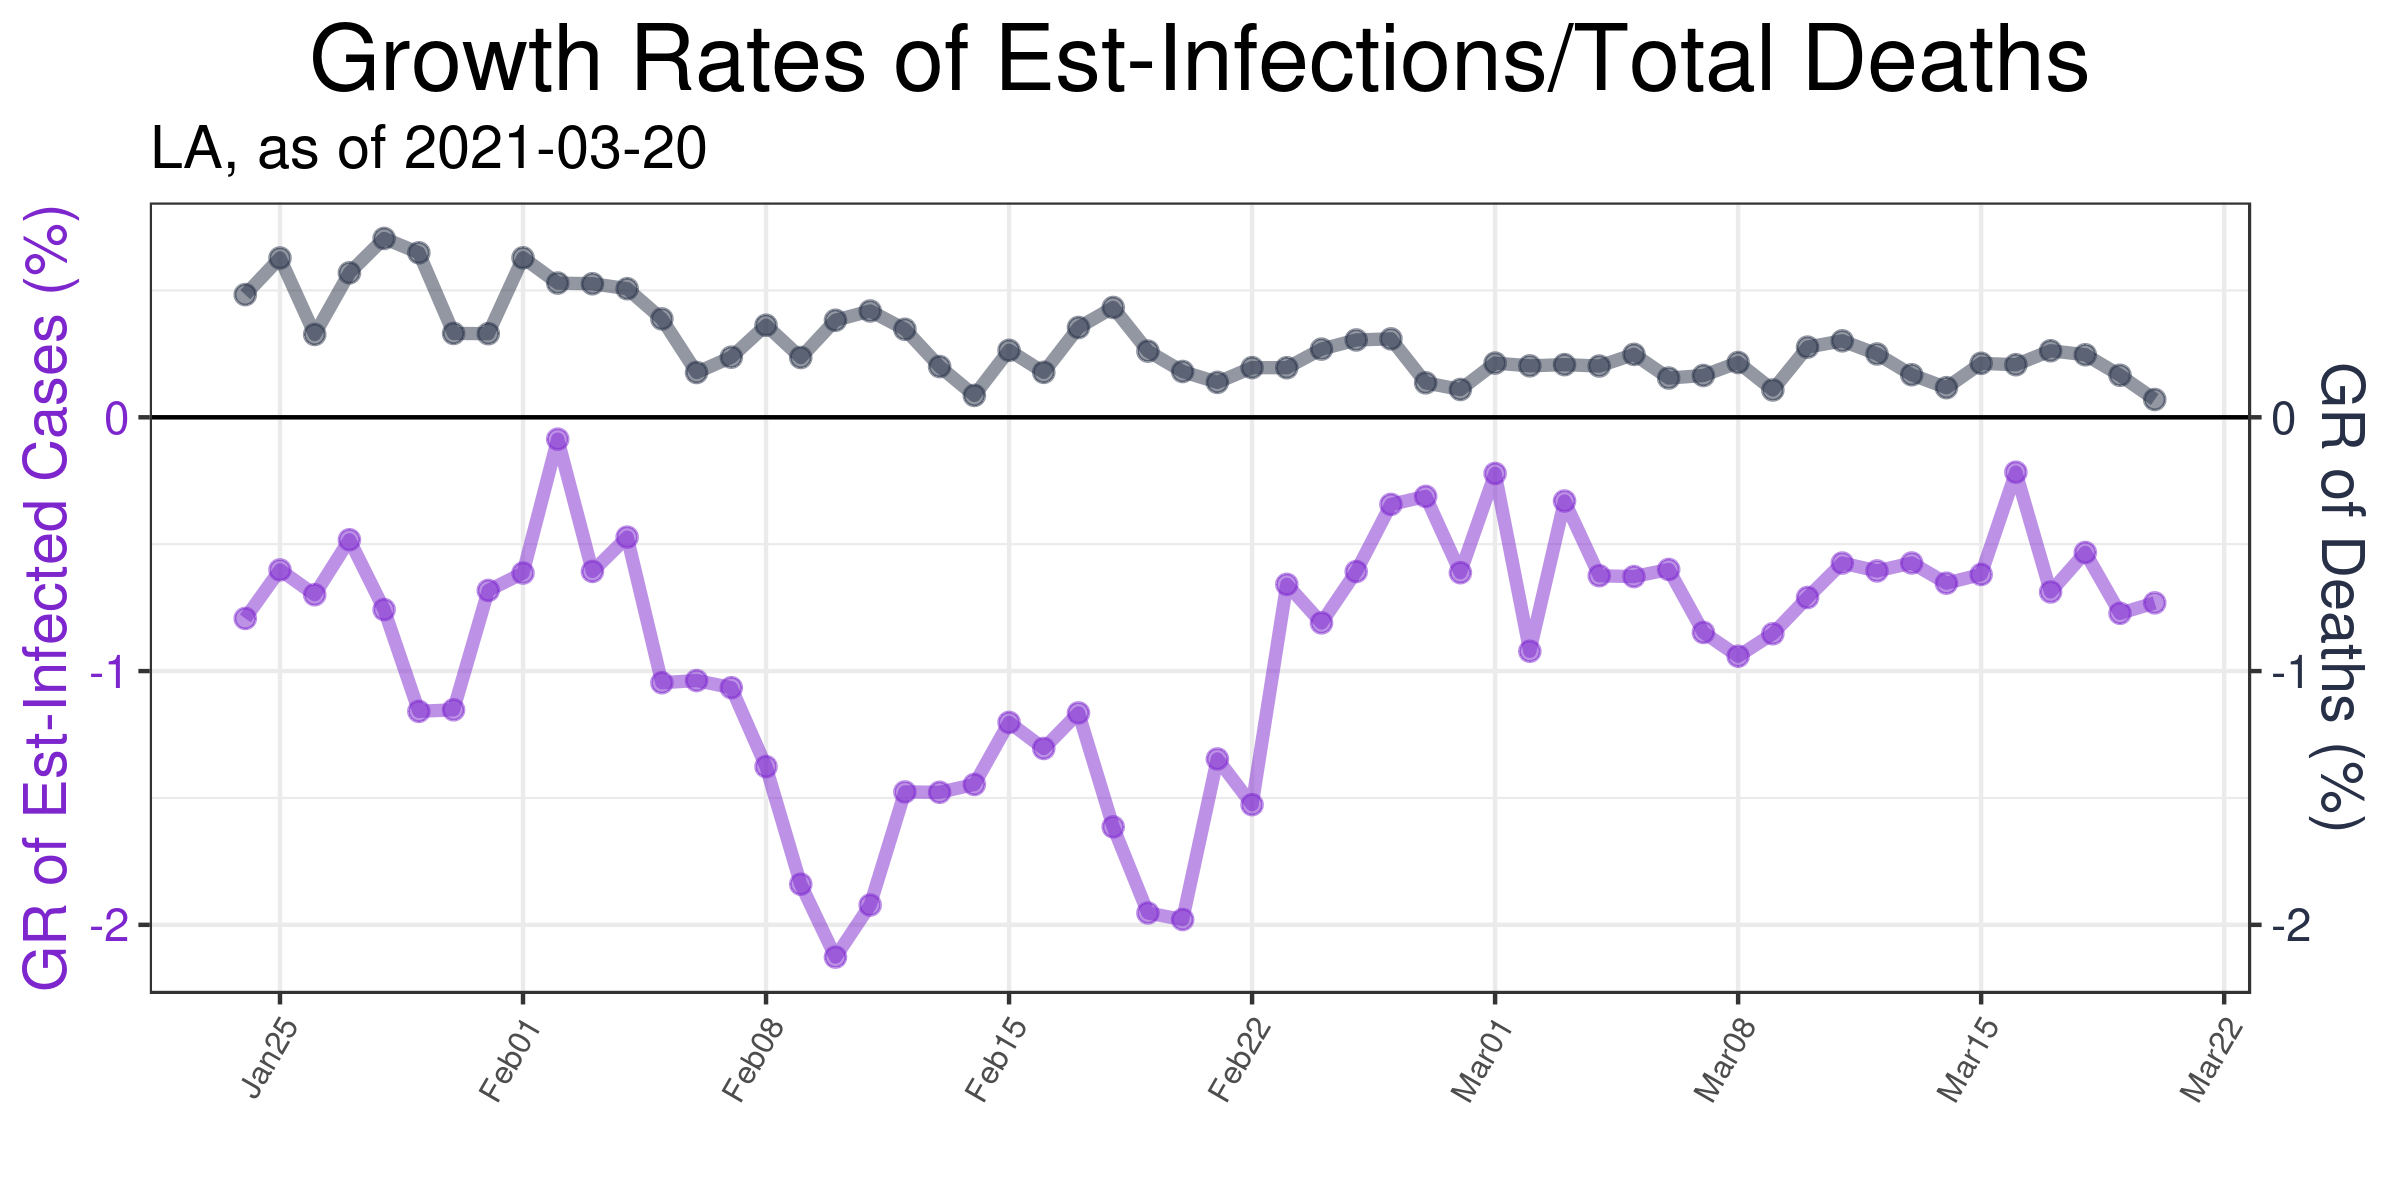 Growth Rates of Est-Infections/Total Deaths
LA, as of 2021-03-20
GR of Est-Infected Cases (%)
0
-1
-2
0
-1
-2
GR of Deaths (%)
Jan25
Feb01
Feb08
Feb15
Feb22
Mar01
Mar08
Mar15
Mar22